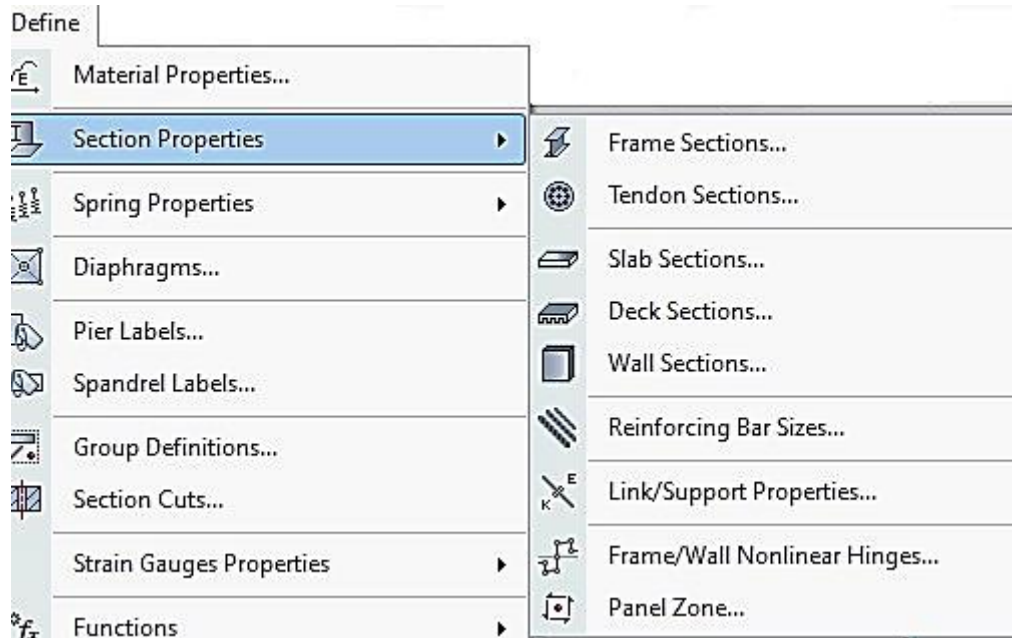 Define
Material Properties...
Section Properties
Spring Properties
Diaphragms...
Pier Labels...
Spandrel Labels...
Group Definitions...
Section Cuts...
Strain Gauges Properties
Functions
Frame Sections...
Tendon Sections...
Slab Sections...
Deck Sections...
Wall Sections...
Reinforcing Bar Sizes...
Link/Support Properties...
Frame/Wall Nonlinear Hinges...
Panel Zone...